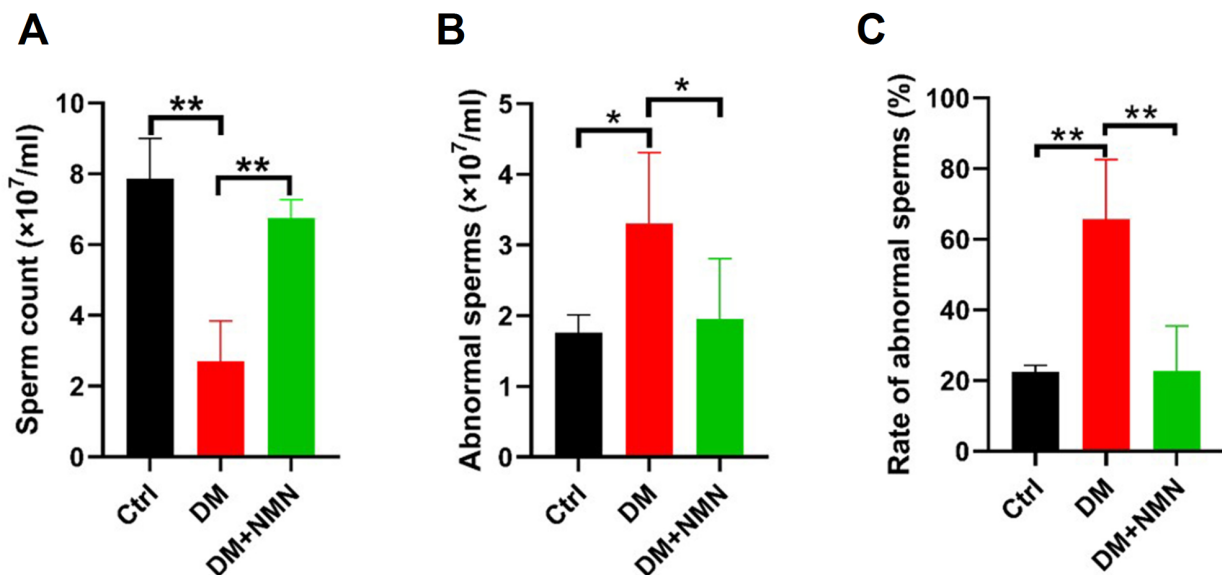 A
Sperm count (×10⁷/ml)
10
8
6
4
2
0
**
**
Ctrl
DM
DM+NMN
B
Abnormal sperms (×10⁷/ml)
5
4
3
2
1
0
*
*
Ctrl
DM
DM+NMN
C
Rate of abnormal sperms (%)
100
80
60
40
20
0
**
**
Ctrl
DM
DM+NMN